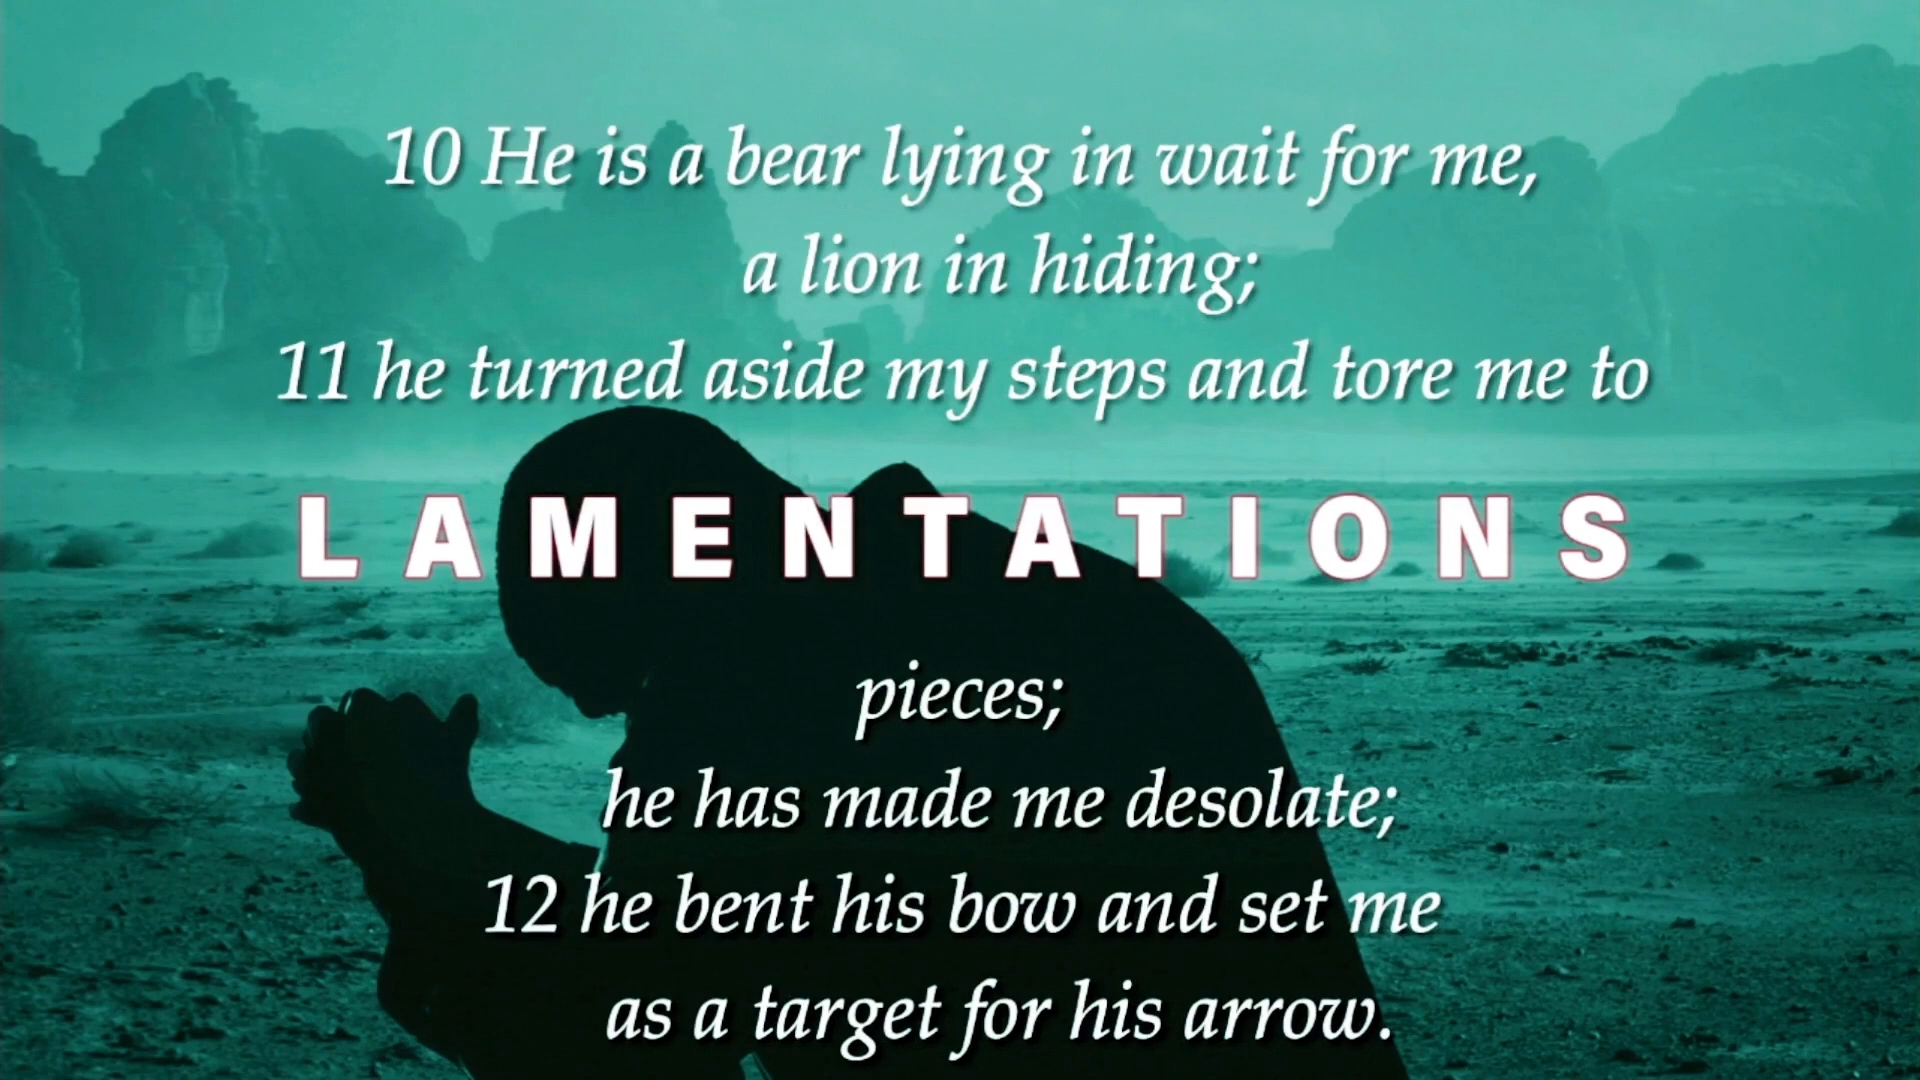 10 He is a bear lying in wait for me,
a lion in hiding;
11 he turned aside my steps and tore me to
LAMENTATIONS
pieces;
he has made me desolate;
12 he bent his bow and set me
as a target for his arrow.